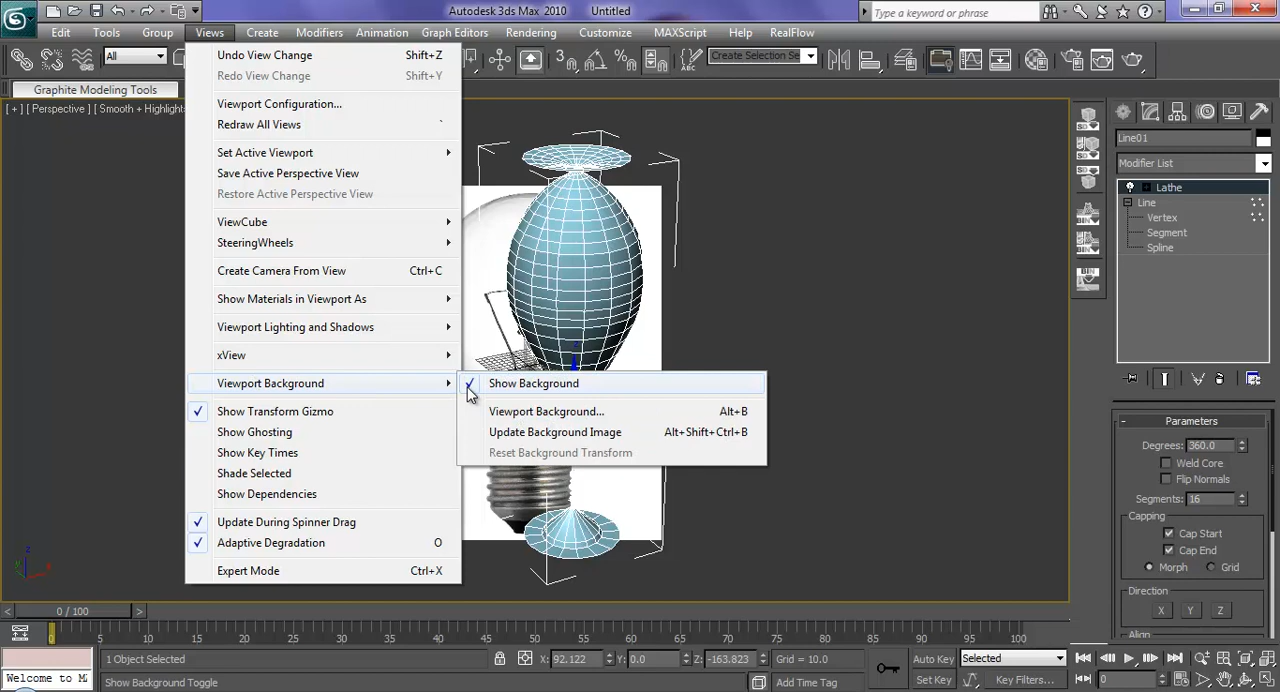 Autodesk 3ds Max 2010 Untitled
Type a keyword or phrase
Edit Tools Group Views Create Modifiers Animation Graph Editors Rendering Customize MAXScript Help RealFlow
All
Create Selection Se
Graphite Modeling Tools
[ + ] [ Perspective ] [ Smooth + Highlights
Undo View Change Shift+Z
Redo View Change Shift+Y
Viewport Configuration...
Redraw All Views `
Set Active Viewport
Save Active Perspective View
Restore Active Perspective View
ViewCube
SteeringWheels
Create Camera From View Ctrl+C
Show Materials in Viewport As
Viewport Lighting and Shadows
xView
Viewport Background
Show Transform Gizmo
Show Ghosting
Show Key Times
Shade Selected
Show Dependencies
Update During Spinner Drag
Adaptive Degradation O
Expert Mode Ctrl+X
Show Background
Viewport Background... Alt+B
Update Background Image Alt+Shift+Ctrl+B
Reset Background Transform
Line01
Modifier List
Lathe
Line
Vertex
Segment
Spline
Parameters
Degrees: 360.0
Weld Core
Flip Normals
Segments: 16
Capping
Cap Start
Cap End
Morph Grid
Direction
X Y Z
Align
0 / 100
0 5 10 15 20 25 30 35 40 45 50 55 60 65 70 75 80 85 90 95 100
1 Object Selected X: 92.122 Y: 0.0 Z: -163.823 Grid = 10.0 Auto Key Selected
Welcome to M Show Background Toggle Add Time Tag Set Key Key Filters... 0